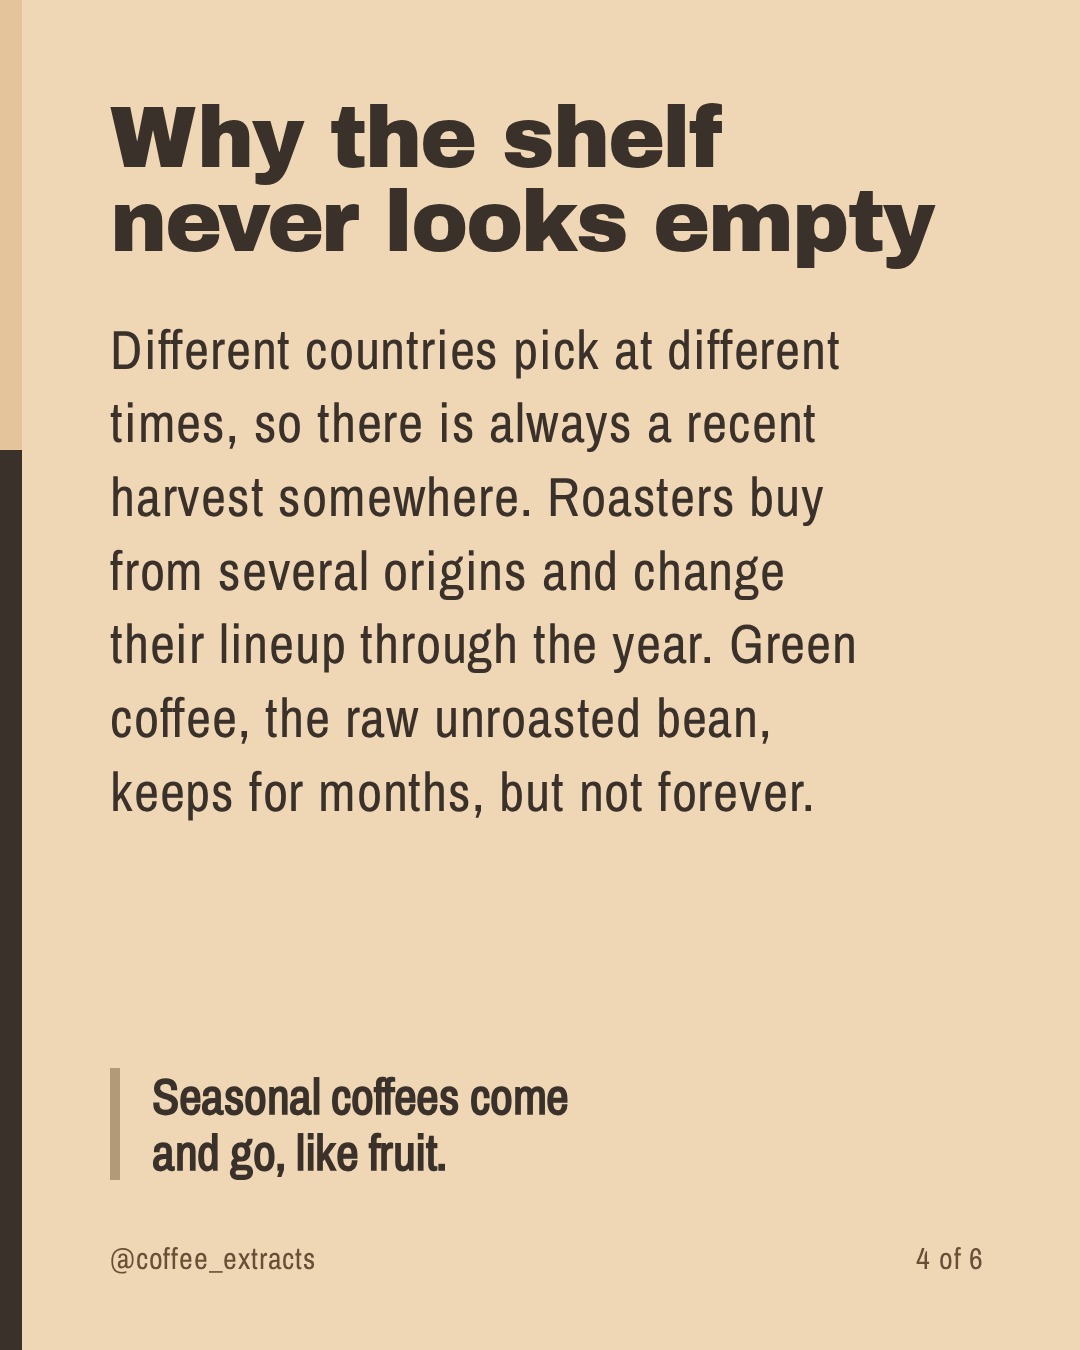 Why the shelf
never looks empty
Different countries pick at different
times, so there is always a recent
harvest somewhere. Roasters buy
from several origins and change
their lineup through the year. Green
coffee, the raw unroasted bean,
keeps for months, but not forever.
Seasonal coffees come
and go, like fruit.
@coffee_extracts
4 of 6